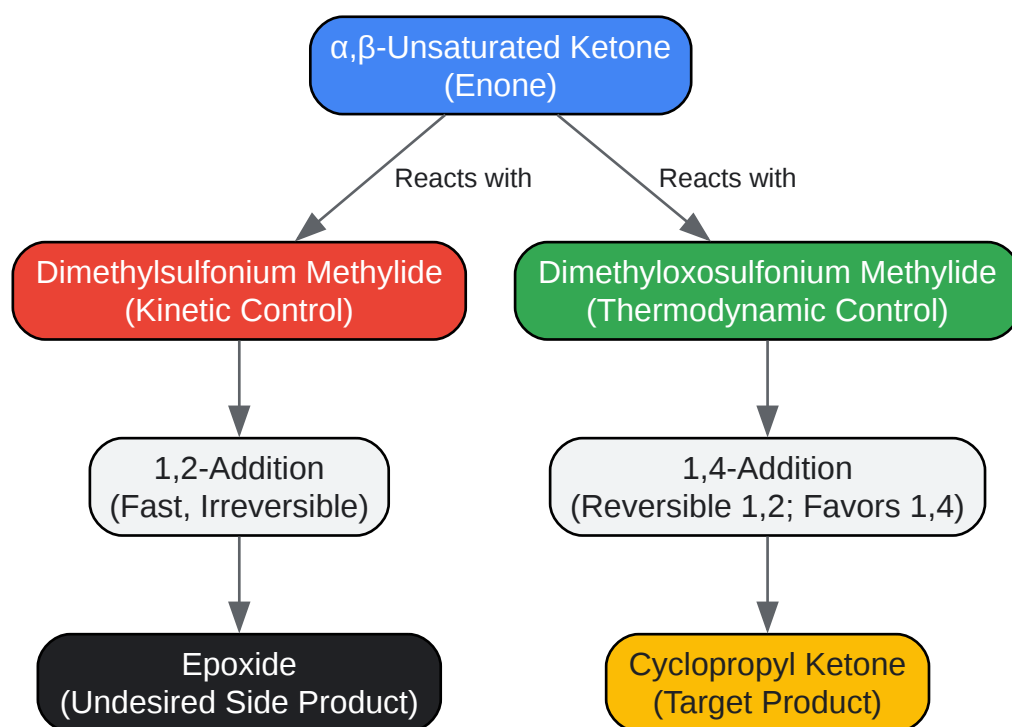 α,β-Unsaturated Ketone
(Enone)
Reacts with
Reacts with
Dimethylsulfonium Methylide
(Kinetic Control)
Dimethyloxosulfonium Methylide
(Thermodynamic Control)
1,2-Addition
(Fast, Irreversible)
1,4-Addition
(Reversible 1,2; Favors 1,4)
Epoxide
(Undesired Side Product)
Cyclopropyl Ketone
(Target Product)